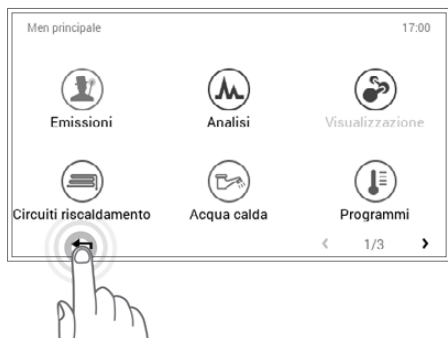 Men principale 17:00
Emissioni Analisi Visualizzazione
Circuiti riscaldamento Acqua calda Programmi
< 1/3 >